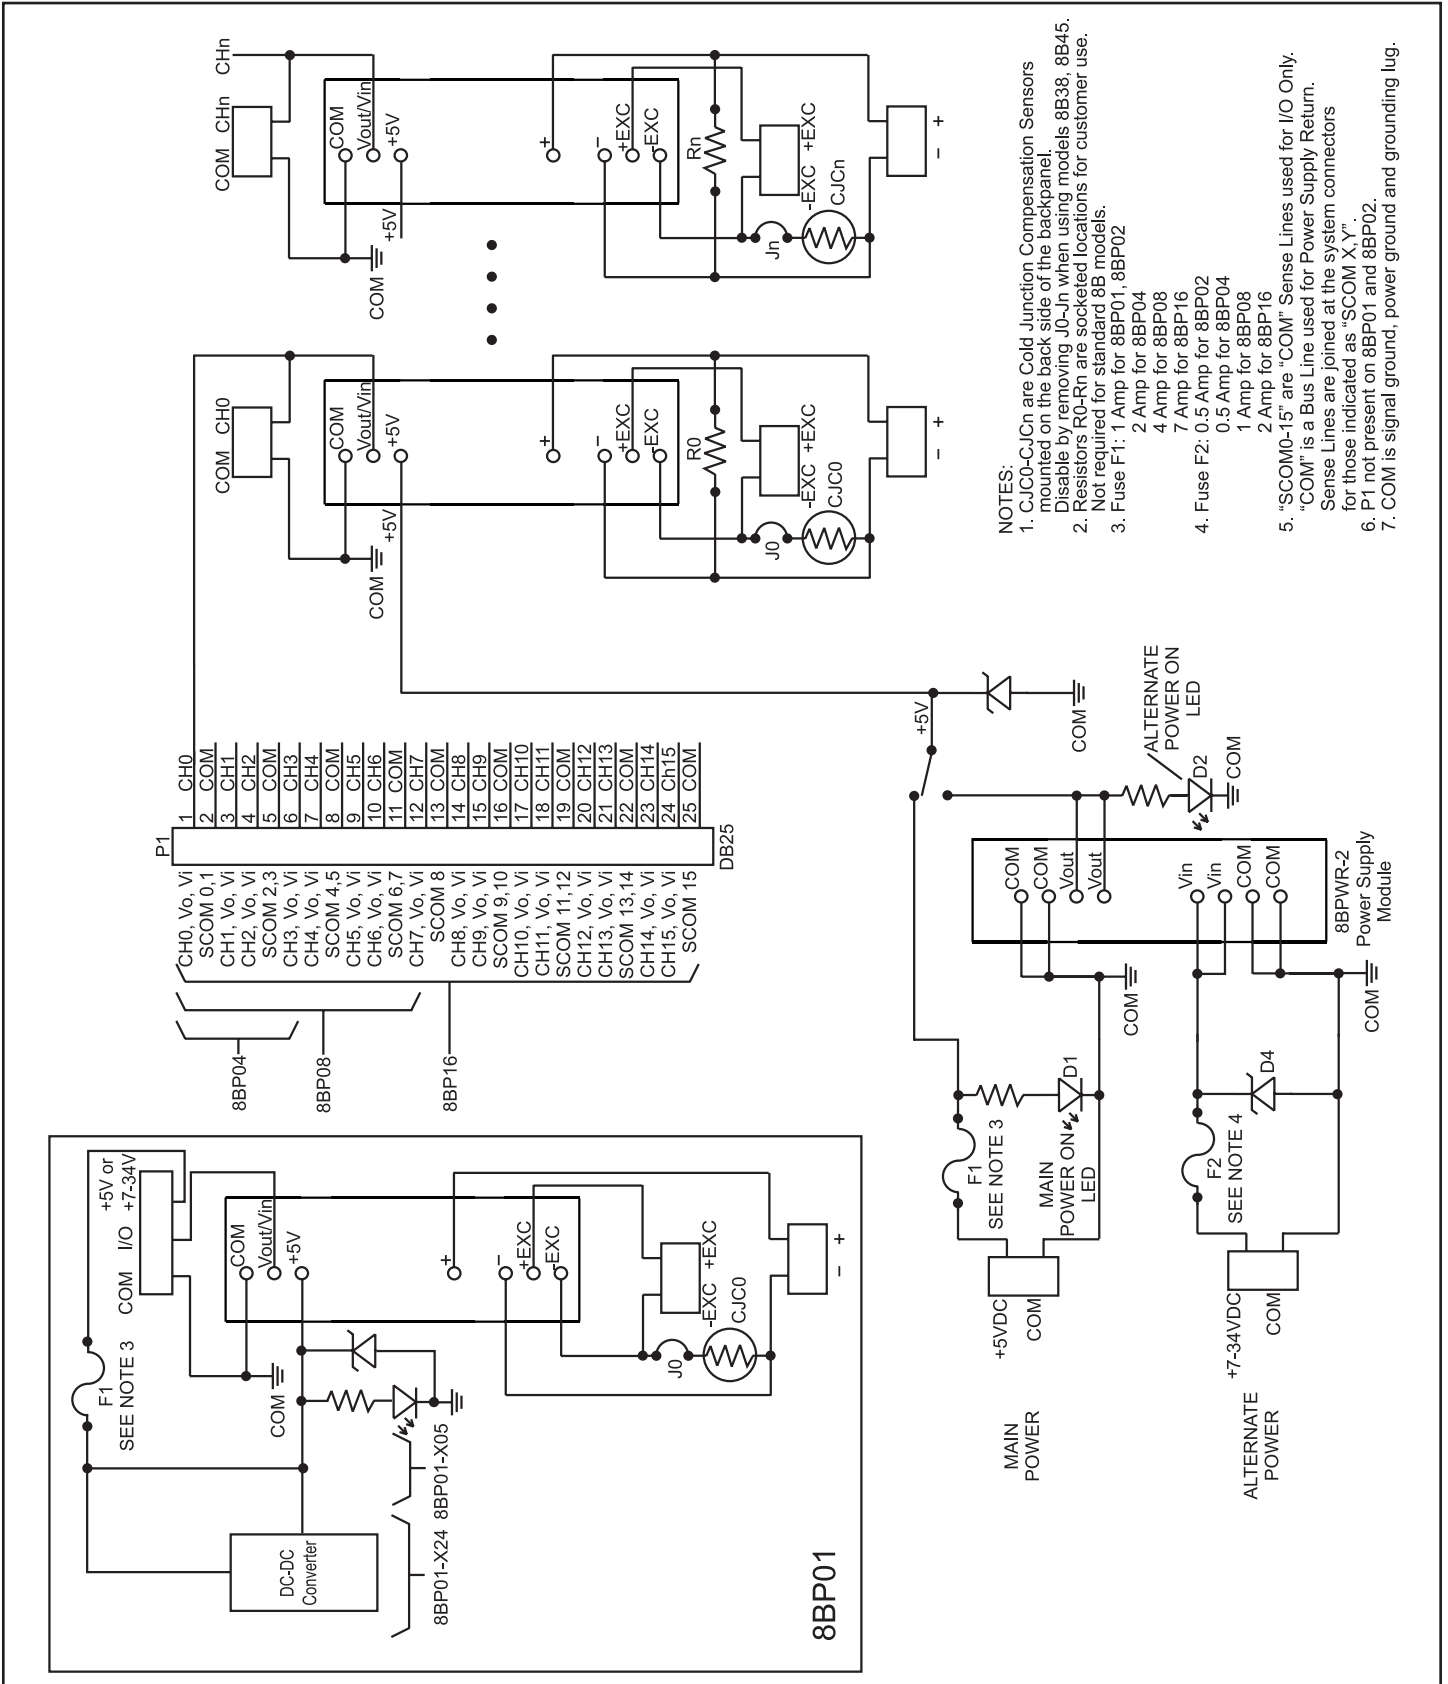 8BP01
DC-DC
Converter
8BP01-X24
8BP01-X05
F1
SEE NOTE 3
COM I/O +5V or
+7-34V
COM
COM
Vout/Vin
+5V
+
–
+EXC
-EXC
J0
CJC0
-EXC +EXC
– +
8BP04
8BP08
8BP16
P1
DB25
CH0, Vo, Vi 1 CH0
SCOM 0,1 2 COM
CH1, Vo, Vi 3 CH1
CH2, Vo, Vi 4 CH2
SCOM 2,3 5 COM
CH3, Vo, Vi 6 CH3
CH4, Vo, Vi 7 CH4
SCOM 4,5 8 COM
CH5, Vo, Vi 9 CH5
CH6, Vo, Vi 10 CH6
SCOM 6,7 11 COM
CH7, Vo, Vi 12 CH7
SCOM 8 13 COM
CH8, Vo, Vi 14 CH8
CH9, Vo, Vi 15 CH9
SCOM 9,10 16 COM
CH10, Vo, Vi 17 CH10
CH11, Vo, Vi 18 CH11
SCOM 11,12 19 COM
CH12, Vo, Vi 20 CH12
CH13, Vo, Vi 21 CH13
SCOM 13,14 22 COM
CH14, Vo, Vi 23 CH14
CH15, Vo, Vi 24 Ch15
SCOM 15 25 COM
COM CH0
COM
+5V
COM
Vout/Vin
+5V
+
–
+EXC
-EXC
R0
J0
CJC0
-EXC +EXC
– +
COM CHn
CHn
COM
+5V
COM
Vout/Vin
+5V
+
–
+EXC
-EXC
Rn
Jn
CJCn
-EXC +EXC
– +
MAIN
POWER
+5VDC
COM
F1
SEE NOTE 3
MAIN
POWER ON
LED
D1
COM
+5V
COM
ALTERNATE
POWER ON
LED
D2
COM
COM
COM
Vout
Vout
Vin
Vin
COM
COM
8BPWR-2
Power Supply
Module
ALTERNATE
POWER
+7-34VDC
COM
F2
SEE NOTE 4
D4
COM
NOTES:
1. CJC0-CJCn are Cold Junction Compensation Sensors
mounted on the back side of the backpanel.
Disable by removing J0-Jn when using models 8B38, 8B45.
2. Resistors R0-Rn are socketed locations for customer use.
Not required for standard 8B models.
3. Fuse F1: 1 Amp for 8BP01, 8BP02
2 Amp for 8BP04
4 Amp for 8BP08
7 Amp for 8BP16
4. Fuse F2: 0.5 Amp for 8BP02
0.5 Amp for 8BP04
1 Amp for 8BP08
2 Amp for 8BP16
5. “SCOM0-15” are “COM” Sense Lines used for I/O Only.
“COM” is a Bus Line used for Power Supply Return.
Sense Lines are joined at the system connectors
for those indicated as “SCOM X,Y”.
6. P1 not present on 8BP01 and 8BP02.
7. COM is signal ground, power ground and grounding lug.